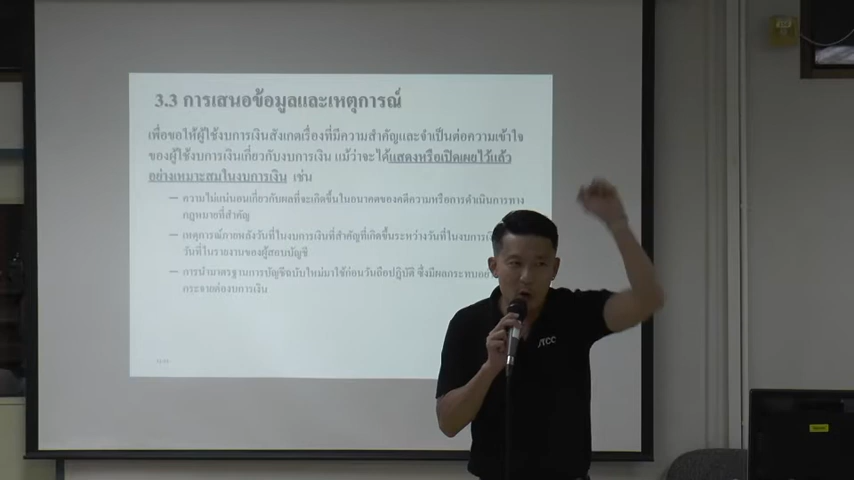 3.3 การเสนอข้อมูลและเหตุการณ์
เพื่อขอให้ผู้ใช้งบการเงินสังเกตเรื่องที่มีความสำคัญและจำเป็นต่อความเข้าใจ
ของผู้ใช้งบการเงินเกี่ยวกับงบการเงิน แม้ว่าจะได้แสดงหรือเปิดเผยไว้แล้ว
อย่างเหมาะสมในงบการเงิน เช่น
— ความไม่แน่นอนเกี่ยวกับผลที่จะเกิดขึ้นในอนาคตของคดีความหรือการดำเนินการทาง
กฎหมายที่สำคัญ
— เหตุการณ์ภายหลังวันที่ในงบการเงินที่สำคัญที่เกิดขึ้นระหว่างวันที่ในงบการ
วันที่ในรายงานของผู้สอบบัญชี
— การนำมาตรฐานการบัญชีฉบับใหม่มาใช้ก่อนวันถือปฏิบัติ ซึ่งมีผลกระทบอย
กระจายต่องบการเงิน